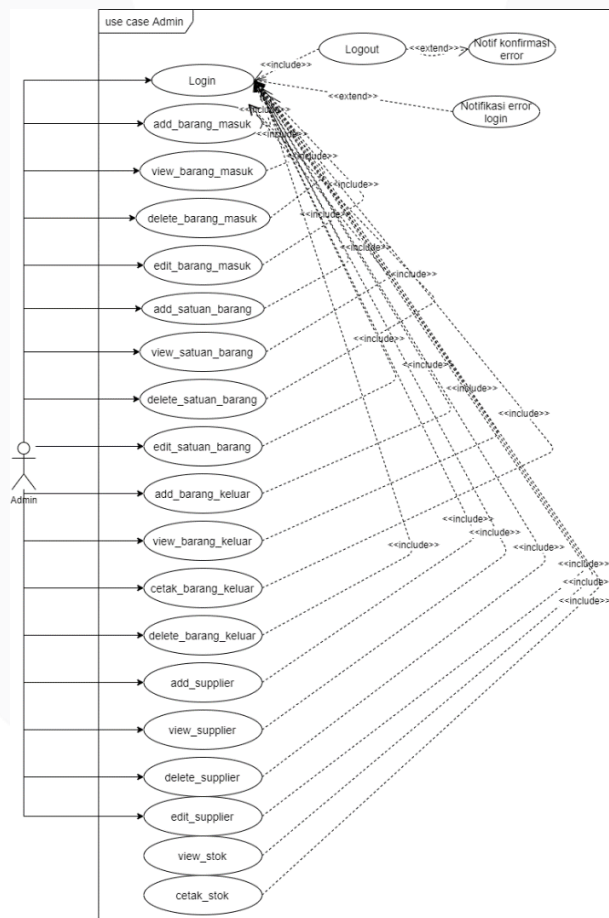 use case Admin
Logout
<<extend>>
Notif konfirmasi
error
<<include>>
Login
<<extend>>
Notifikasi error
login
<<include>>
add_barang_masuk
<<include>>
view_barang_masuk
<<include>>
delete_barang_masuk
<<include>>
<<include>>
edit_barang_masuk
<<include>>
add_satuan_barang
<<include>>
view_satuan_barang
<<include>>
delete_satuan_barang
<<include>>
<<include>>
edit_satuan_barang
Admin
add_barang_keluar
<<include>>
<<include>>
view_barang_keluar
<<include>>
<<include>>
cetak_barang_keluar
<<include>>
<<include>>
<<include>>
delete_barang_keluar
add_supplier
view_supplier
delete_supplier
edit_supplier
view_stok
cetak_stok